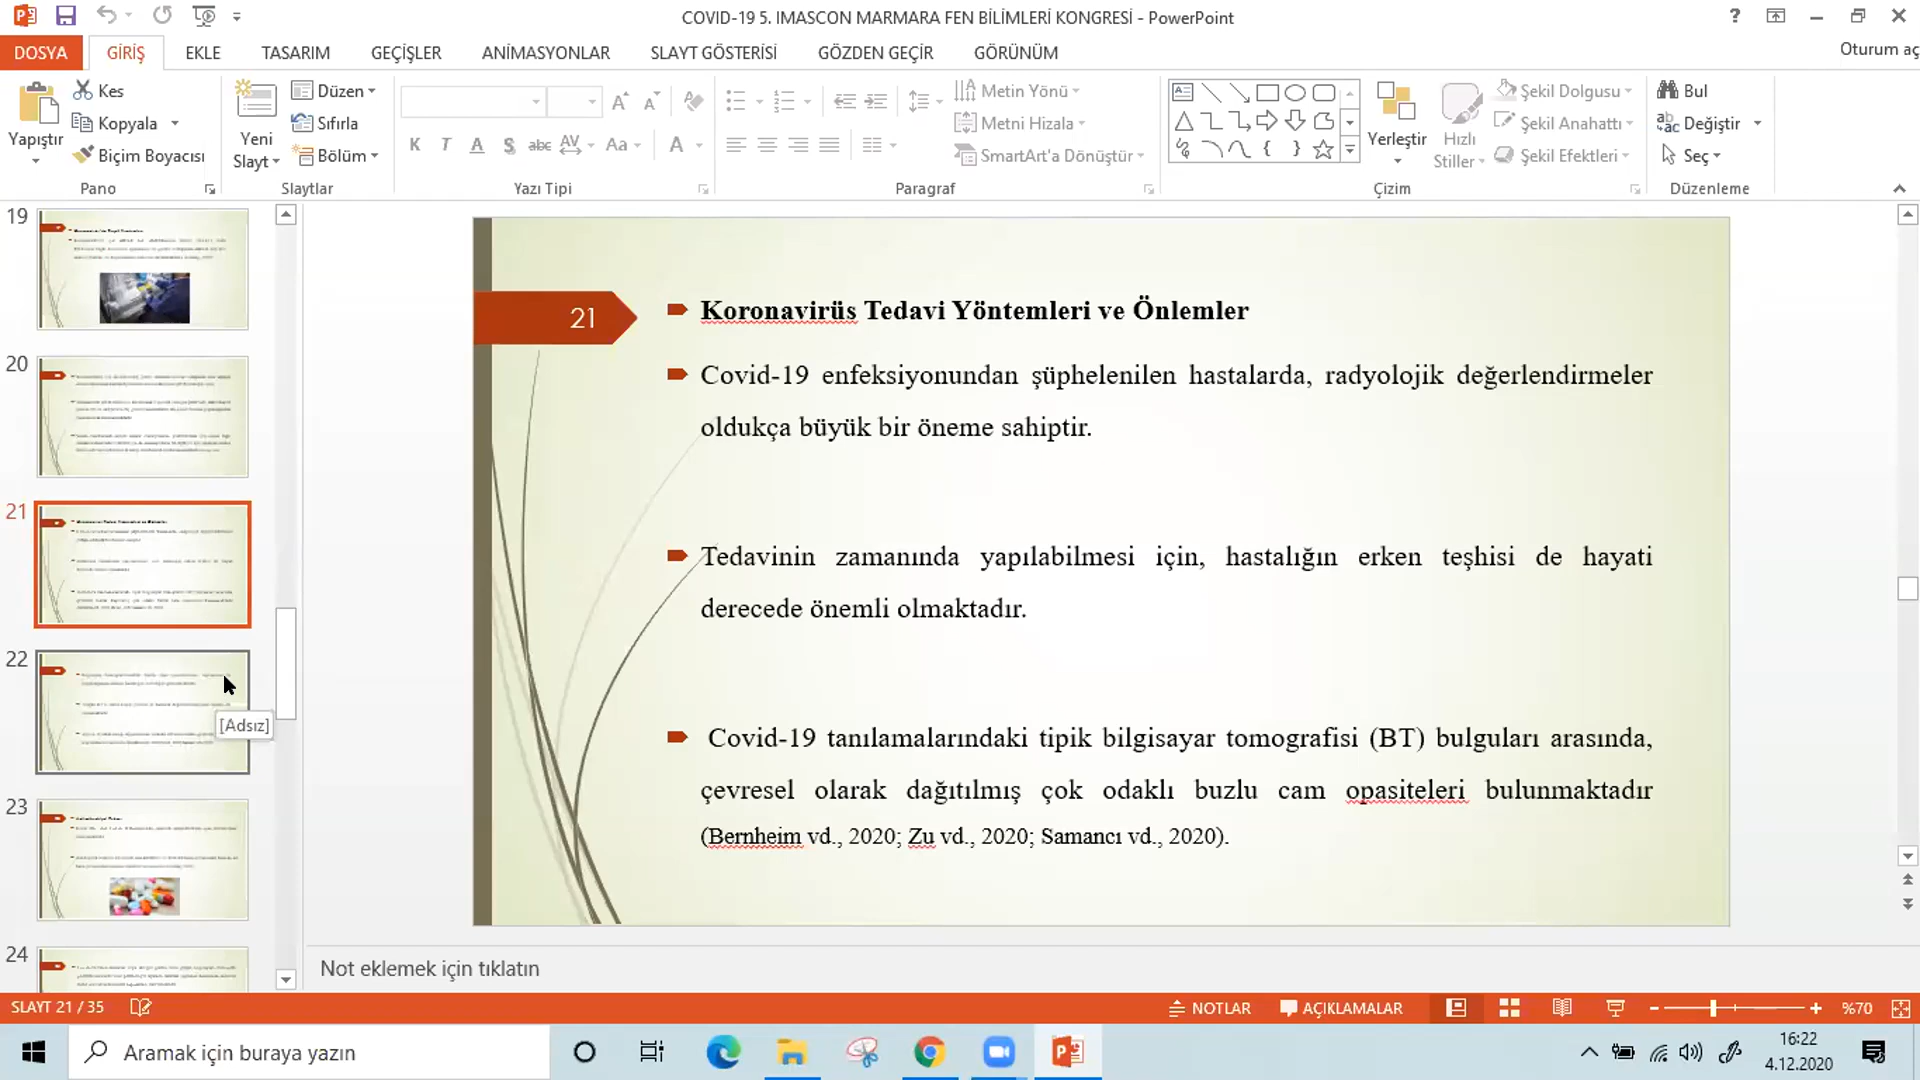 COVID-19 5. IMASCON MARMARA FEN BİLİMLERİ KONGRESİ - PowerPoint
?
Oturum aç
DOSYA GİRİŞ EKLE TASARIM GEÇİŞLER ANİMASYONLAR SLAYT GÖSTERİSİ GÖZDEN GEÇİR GÖRÜNÜM
Yapıştır
Kes
Kopyala
Biçim Boyacısı
Pano
Yeni
Slayt
Düzen
Sıfırla
Bölüm
Slaytlar
K T A S abc AV Aa A
Yazı Tipi
Metin Yönü
Metni Hizala
SmartArt'a Dönüştür
Paragraf
Yerleştir
Hızlı
Stiller
Şekil Dolgusu
Şekil Anahattı
Şekil Efektleri
Çizim
Bul
Değiştir
Seç
Düzenleme
19
20
21
22
[Adsız]
23
24
21
Koronavirüs Tedavi Yöntemleri ve Önlemler
Covid-19 enfeksiyonundan şüphelenilen hastalarda, radyolojik değerlendirmeler
oldukça büyük bir öneme sahiptir.
Tedavinin zamanında yapılabilmesi için, hastalığın erken teşhisi de hayati
derecede önemli olmaktadır.
Covid-19 tanılamalarındaki tipik bilgisayar tomografisi (BT) bulguları arasında,
çevresel olarak dağıtılmış çok odaklı buzlu cam opasiteleri bulunmaktadır
(Bernheim vd., 2020; Zu vd., 2020; Samancı vd., 2020).
Not eklemek için tıklatın
SLAYT 21 / 35
NOTLAR
AÇIKLAMALAR
%70
Aramak için buraya yazın
16:22
4.12.2020